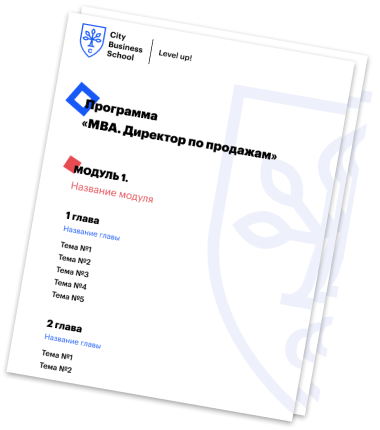 City
Business
School
Level up!
C
Программа
«МВА. Директор по продажам»
МОДУЛЬ 1.
Название модуля
1 глава
Название главы
Тема №1
Тема №2
Тема №3
Тема №4
Тема №5
2 глава
Название главы
Тема №1
Тема №2